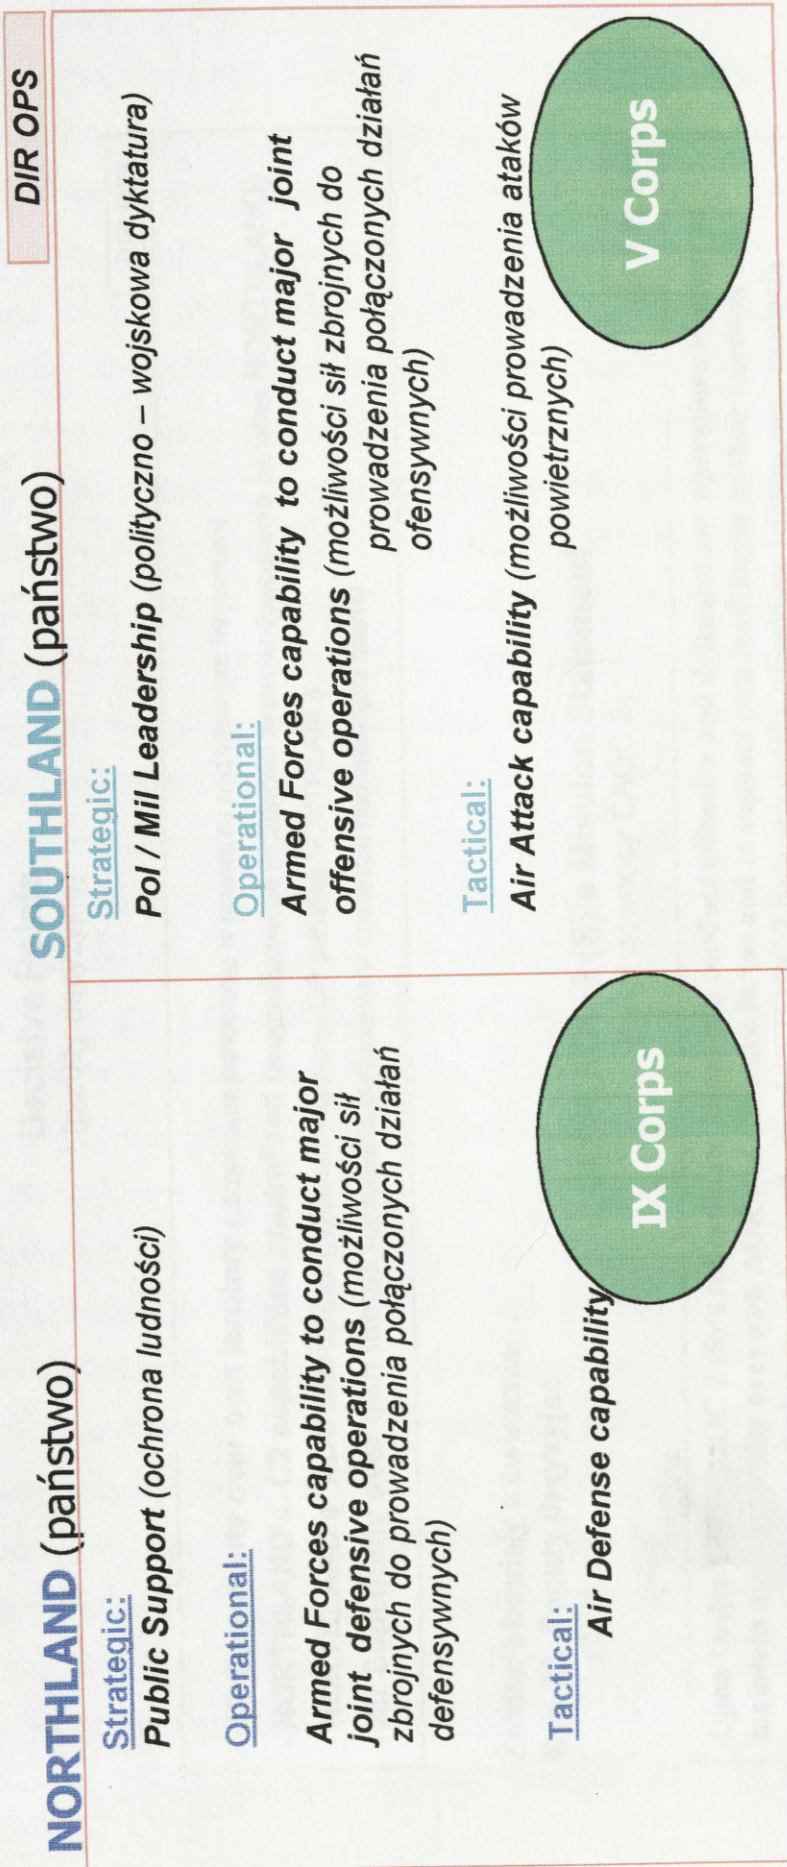 DIR OPS
NORTHLAND (państwo)
Strategic:
Public Support (ochrona ludności)
Operational:
Armed Forces capability to conduct major
joint defensive operations (możliwości sił
zbrojnych do prowadzenia połączonych działań
defensywnych)
Tactical:
Air Defense capability
IX Corps
SOUTHLAND (państwo)
Strategic:
Pol / Mil Leadership (polityczno – wojskowa dyktatura)
Operational:
Armed Forces capability to conduct major joint
offensive operations (możliwości sił zbrojnych do
prowadzenia połączonych działań
ofensywnych)
Tactical:
Air Attack capability (możliwości prowadzenia ataków
powietrznych)
V Corps